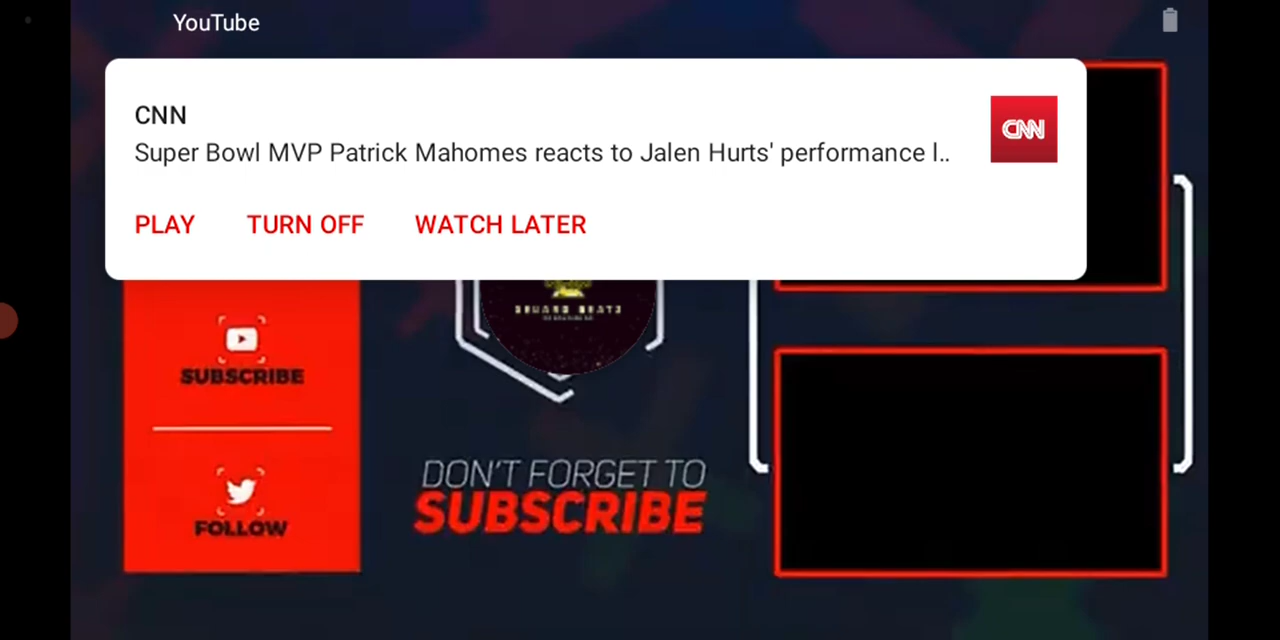 YouTube
CNN
CNN
Super Bowl MVP Patrick Mahomes reacts to Jalen Hurts' performance l..
PLAY TURN OFF WATCH LATER
SUBSCRIBE
FOLLOW
DON'T FORGET TO
SUBSCRIBE